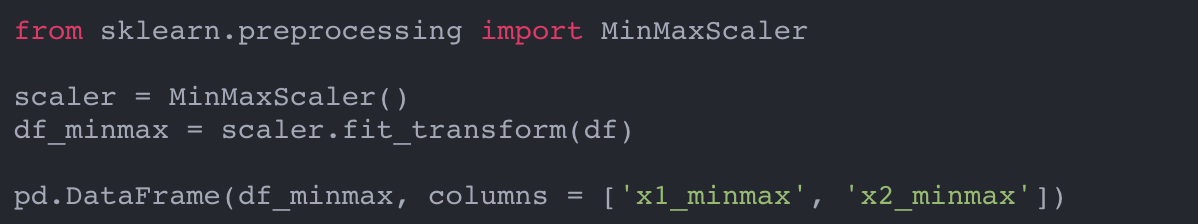 from sklearn.preprocessing import MinMaxScaler
scaler = MinMaxScaler()
df_minmax = scaler.fit_transform(df)
pd.DataFrame(df_minmax, columns = ['x1_minmax', 'x2_minmax'])